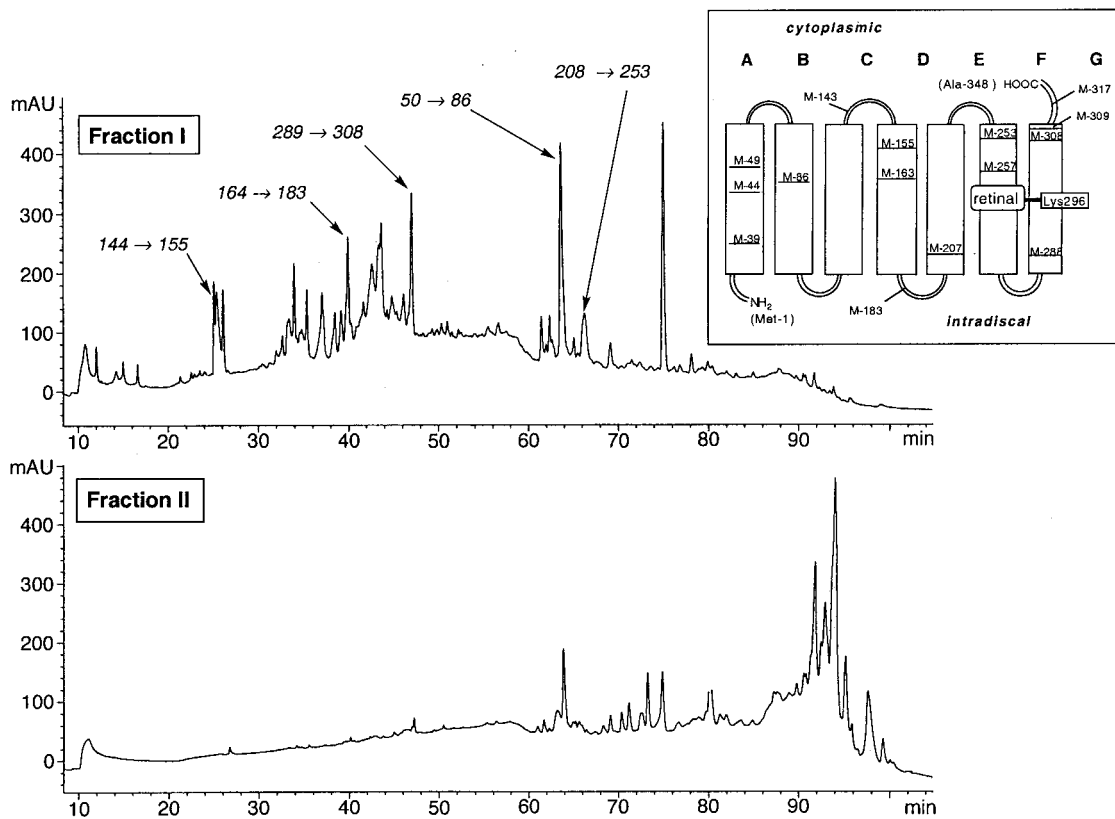 mAU
Fraction I
400
300
200
100
0
144 → 155
164 → 183
289 → 308
50 → 86
208 → 253
10 20 30 40 50 60 70 80 90 min
cytoplasmic
A B C D E F G
(Ala-348) HOOC
M-317
M-143
M-309
M-253
M-308
M-155
M-49
M-257
M-86
M-163
M-44
retinal
Lys296
M-39
M-207
M-288
NH2
(Met-1)
M-183
intradiscal
mAU
Fraction II
400
300
200
100
0
10 20 30 40 50 60 70 80 90 min